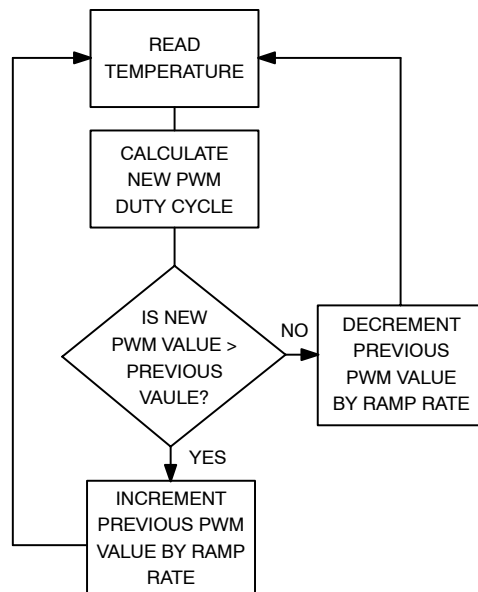 READ
TEMPERATURE
CALCULATE
NEW PWM
DUTY CYCLE
IS NEW
PWM VALUE >
PREVIOUS
VAULE?
NO
DECREMENT
PREVIOUS
PWM VALUE
BY RAMP RATE
YES
INCREMENT
PREVIOUS PWM
VALUE BY RAMP
RATE